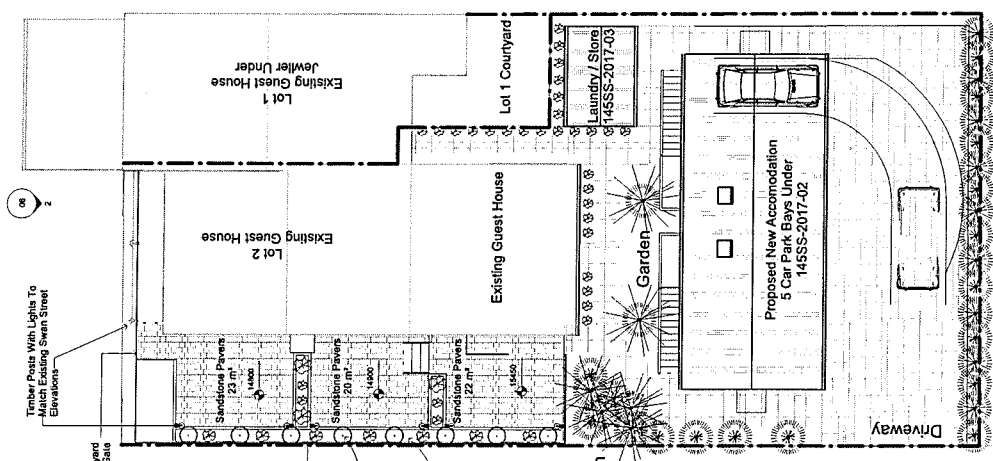 Existing Guest House
Jewller Under
Lot 1
Lot 1 Courtyard
Laundry / Store
145SS-2017-03
06
2
Lot 2
Existing Guest House
Existing Guest House
Garden
Proposed New Accomodation
5 Car Park Bays Under
145SS-2017-02
Timber Posts With Lights To
Match Existing Swan Street
Elevations
Sandstone Pavers
23 m²
14900
Sandstone Pavers
20 m²
14900
Sandstone Pavers
22 m²
15450
Driveway